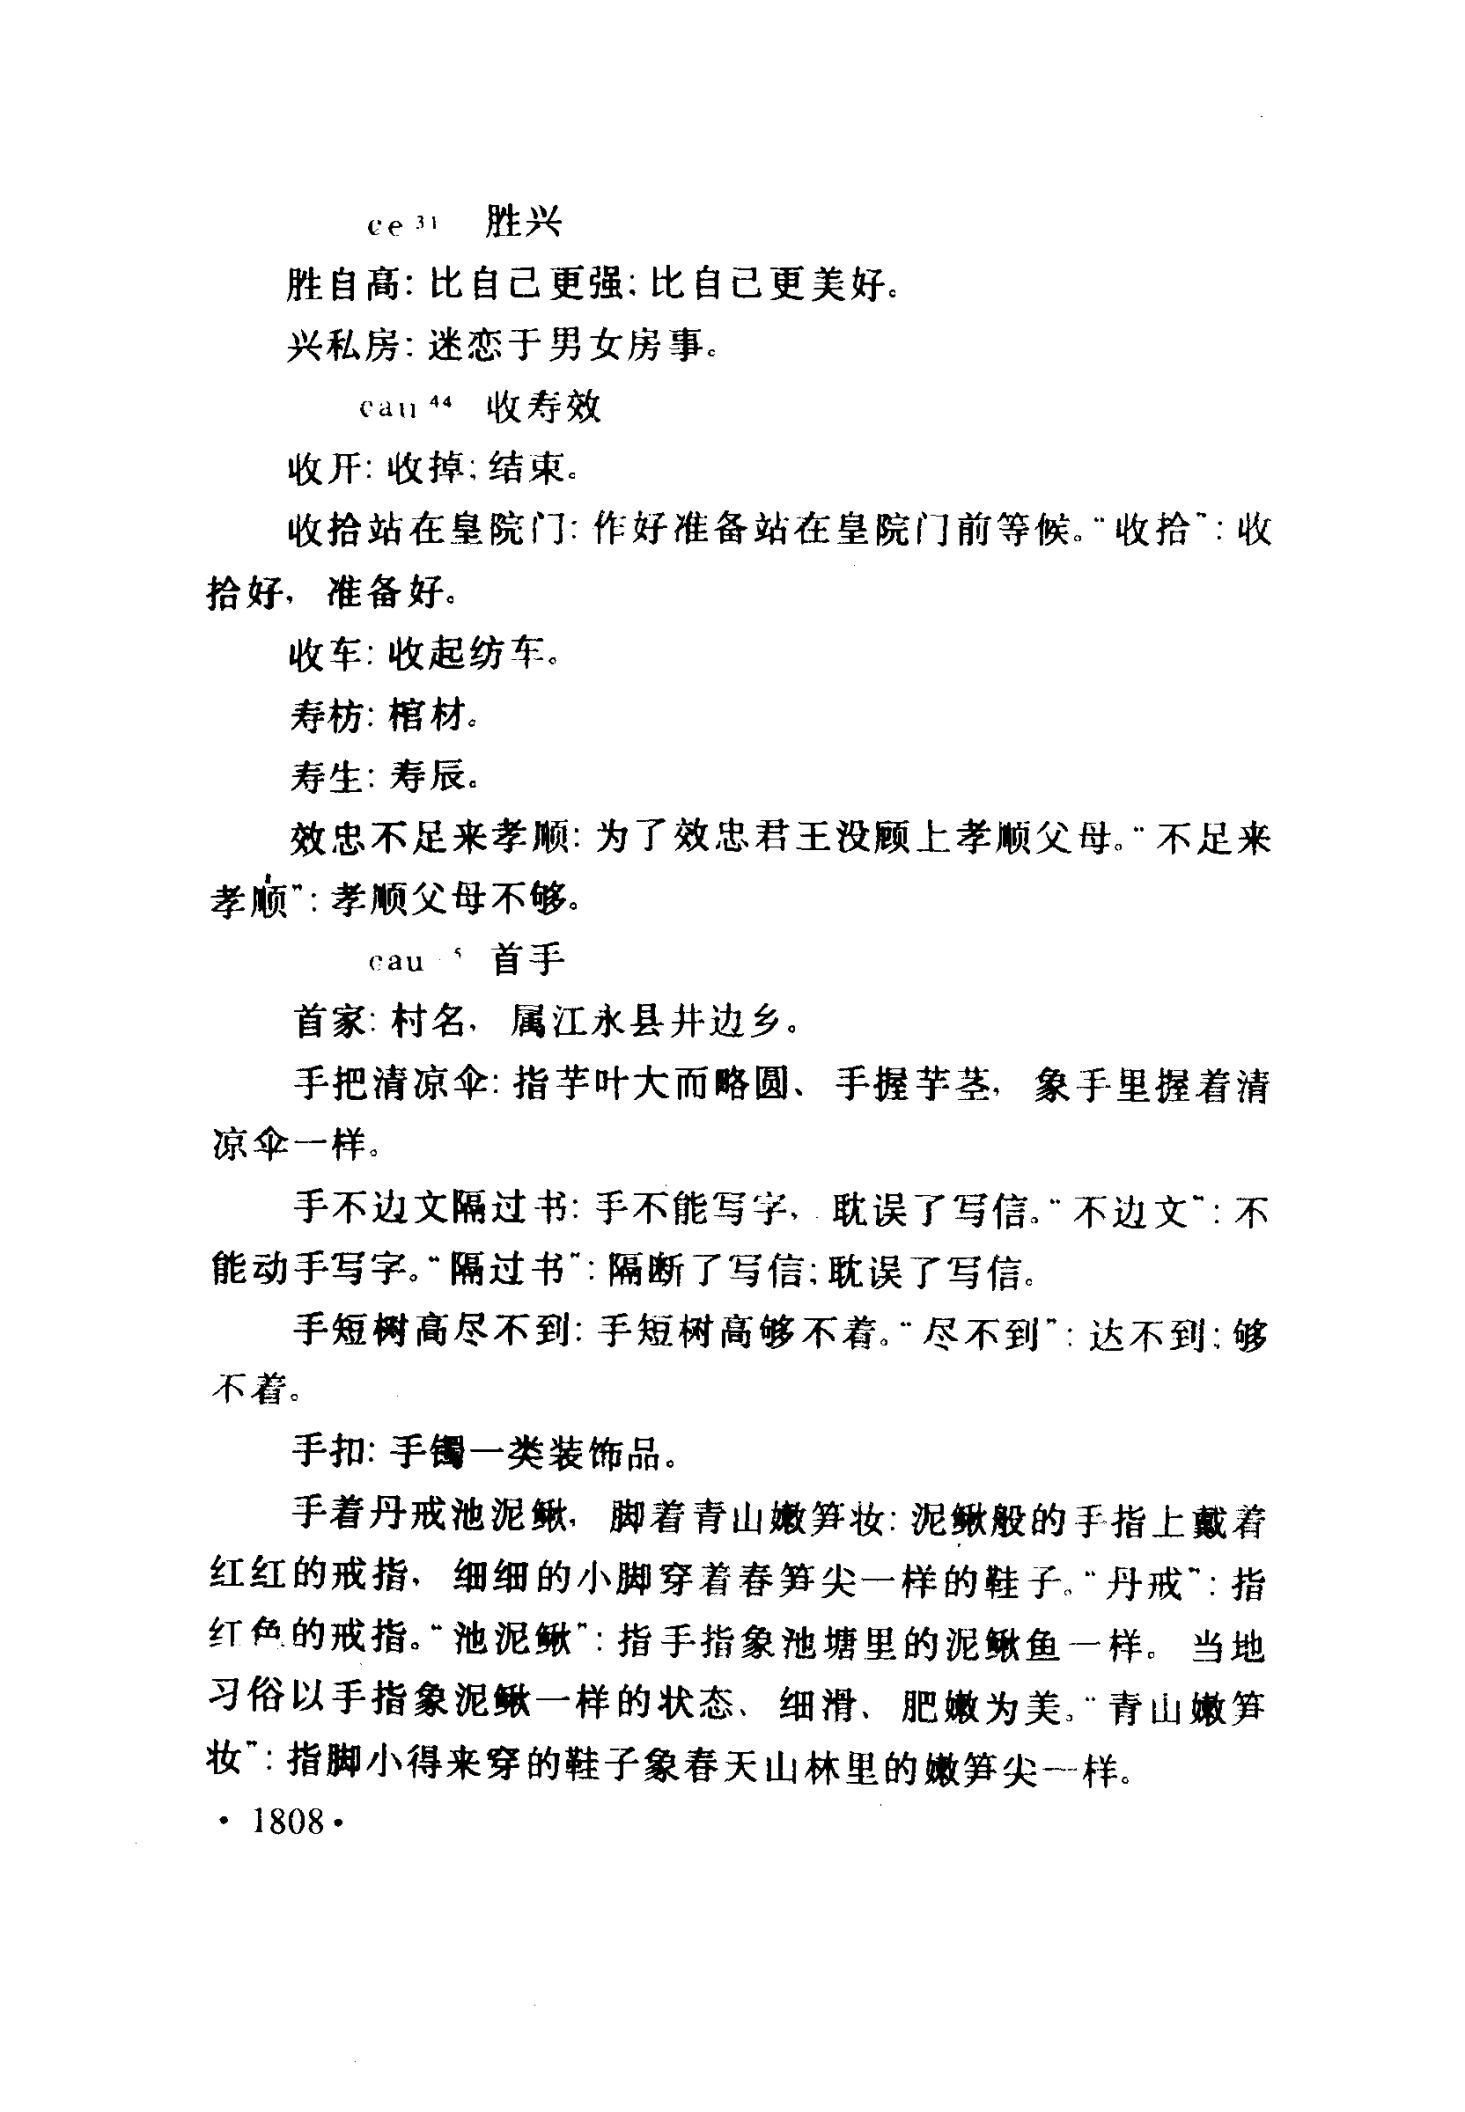 ce³¹ 胜兴
胜自高：比自己更强；比自己更美好。
兴私房：迷恋于男女房事。
cau⁴⁴ 收寿效
收开：收掉；结束。
收拾站在皇院门：作好准备站在皇院门前等候。“收拾”：收
拾好，准备好。
收车：收起纺车。
寿枋：棺材。
寿生：寿辰。
效忠不足来孝顺：为了效忠君王没顾上孝顺父母。“不足来
孝顺”：孝顺父母不够。
cau ⁵ 首手
首家：村名，属江永县井边乡。
手把清凉伞：指芋叶大而略圆、手握芋茎，象手里握着清
凉伞一样。
手不边文隔过书：手不能写字，耽误了写信。“不边文”：不
能动手写字。“隔过书”：隔断了写信；耽误了写信。
手短树高尽不到：手短树高够不着。“尽不到”：达不到；够
不着。
手扣：手镯一类装饰品。
手着丹戒池泥鳅，脚着青山嫩笋妆：泥鳅般的手指上戴着
红红的戒指，细细的小脚穿着春笋尖一样的鞋子。“丹戒”：指
红色的戒指。“池泥鳅”：指手指象池塘里的泥鳅鱼一样。当地
习俗以手指象泥鳅一样的状态、细滑、肥嫩为美。“青山嫩笋
妆”：指脚小得来穿的鞋子象春天山林里的嫩笋尖一样。
· 1808 ·